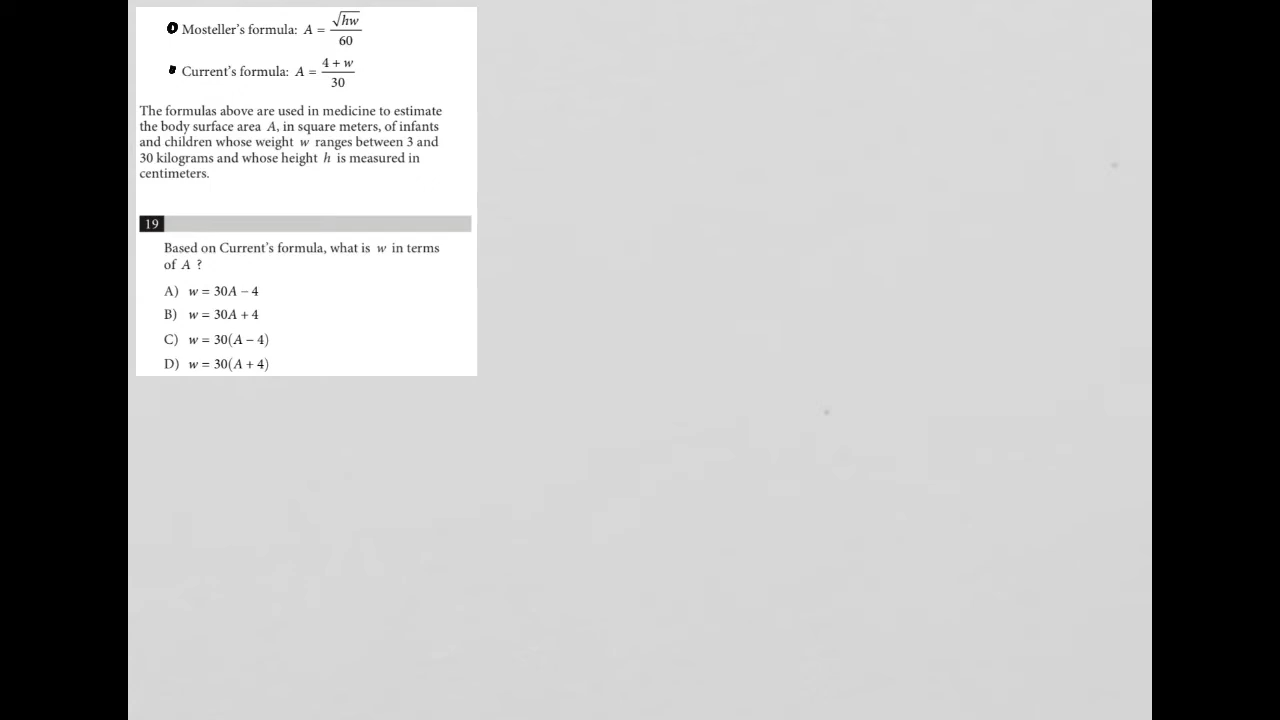 Mosteller's formula: A = √hw / 60
Current's formula: A = 4 + w / 30
The formulas above are used in medicine to estimate
the body surface area A, in square meters, of infants
and children whose weight w ranges between 3 and
30 kilograms and whose height h is measured in
centimeters.
19
Based on Current's formula, what is w in terms
of A ?
A) w = 30A − 4
B) w = 30A + 4
C) w = 30(A − 4)
D) w = 30(A + 4)